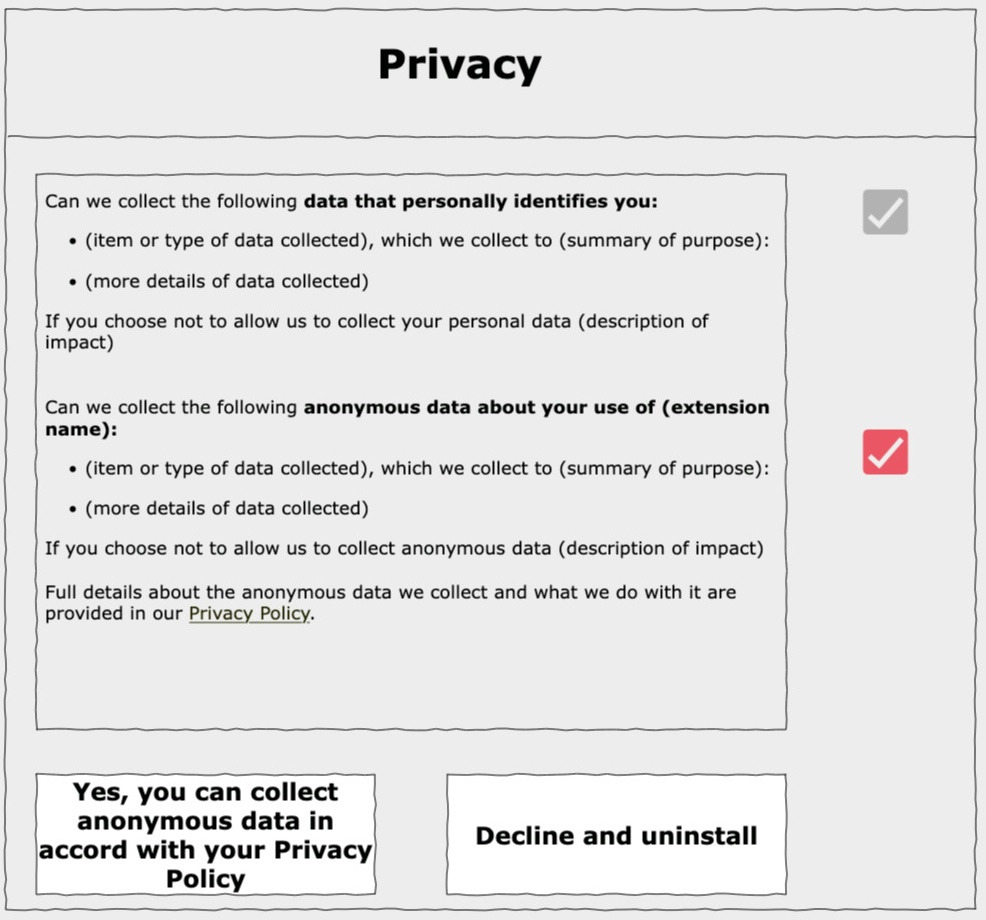 Privacy
Can we collect the following data that personally identifies you:
• (item or type of data collected), which we collect to (summary of purpose):
• (more details of data collected)
If you choose not to allow us to collect your personal data (description of
impact)
Can we collect the following anonymous data about your use of (extension
name):
• (item or type of data collected), which we collect to (summary of purpose):
• (more details of data collected)
If you choose not to allow us to collect anonymous data (description of impact)
Full details about the anonymous data we collect and what we do with it are
provided in our Privacy Policy.
Yes, you can collect
anonymous data in
accord with your Privacy
Policy
Decline and uninstall